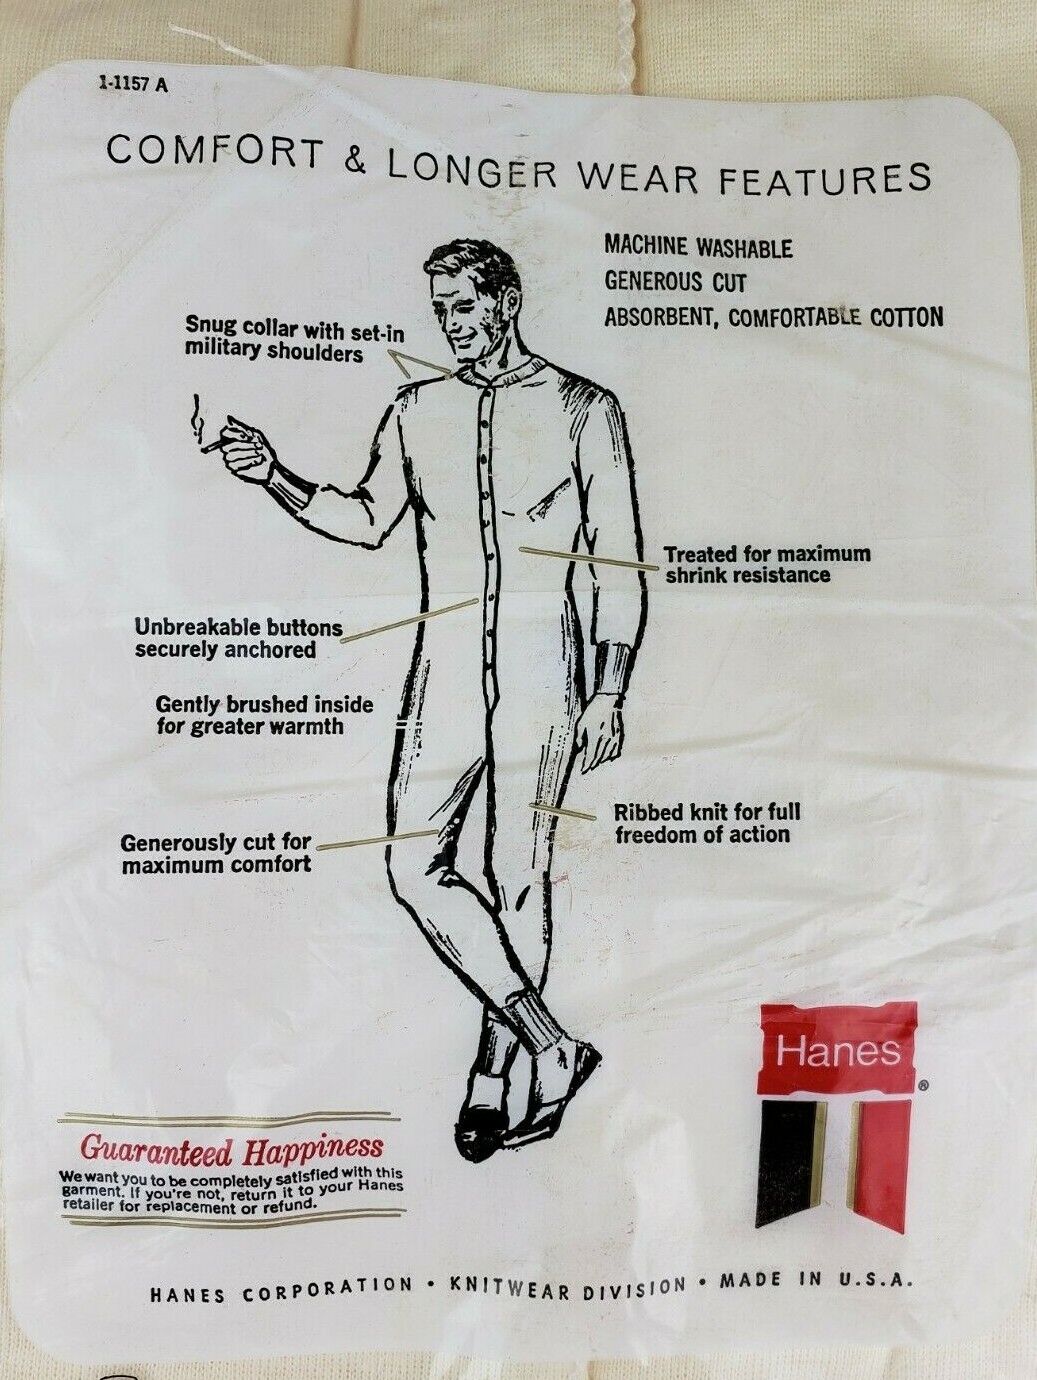 1-1157 A
COMFORT & LONGER WEAR FEATURES
MACHINE WASHABLE
GENEROUS CUT
ABSORBENT, COMFORTABLE COTTON
Snug collar with set-in
military shoulders
Treated for maximum
shrink resistance
Unbreakable buttons
securely anchored
Gently brushed inside
for greater warmth
Ribbed knit for full
freedom of action
Generously cut for
maximum comfort
Hanes
®
Guaranteed Happiness
We want you to be completely satisfied with this
garment. If you're not, return it to your Hanes
retailer for replacement or refund.
HANES CORPORATION • KNITWEAR DIVISION • MADE IN U.S.A.